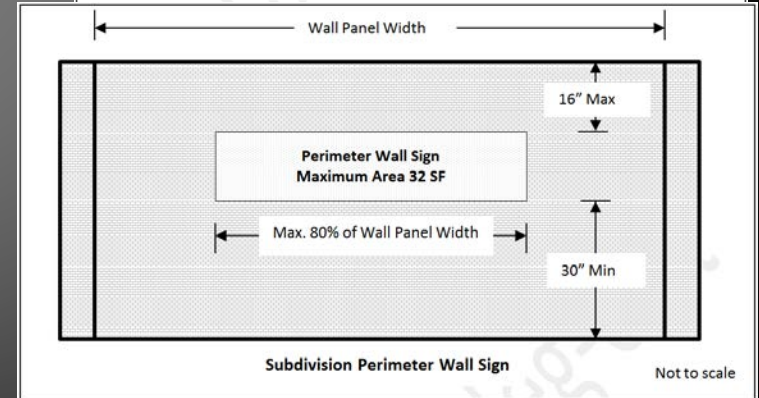 Wall Panel Width
16” Max
Perimeter Wall Sign
Maximum Area 32 SF
Max. 80% of Wall Panel Width
30” Min
Subdivision Perimeter Wall Sign
Not to scale